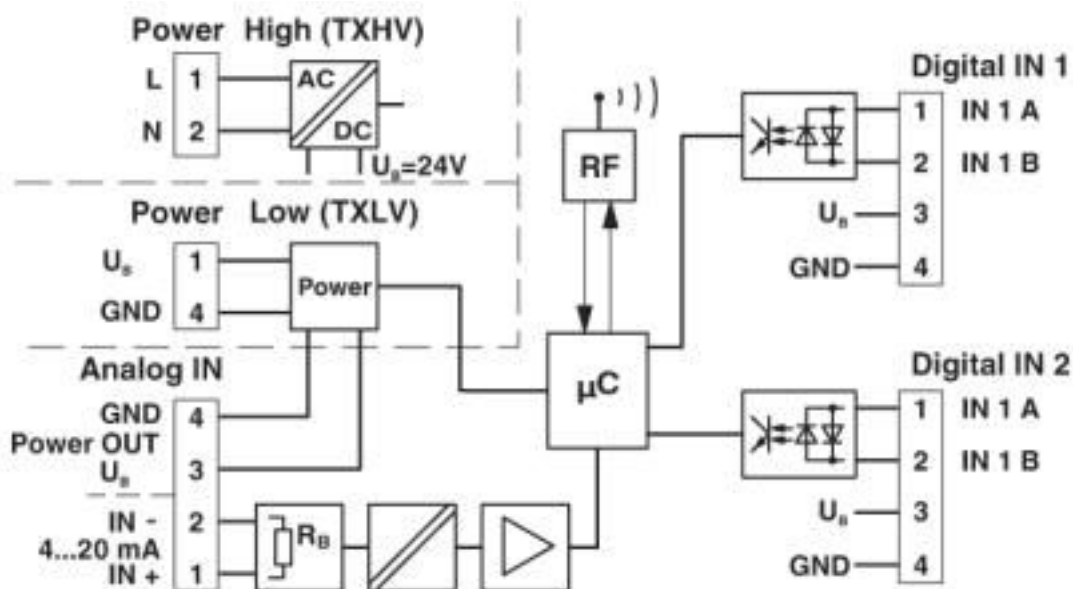 Power High (TXHV)
L 1
N 2
AC
DC
U_B=24V
Power Low (TXLV)
U_B 1
GND 4
Power
Analog IN
GND 4
Power OUT
U_B 3
IN - 2
4...20 mA
IN + 1
R_B
RF
µC
Digital IN 1
1 IN 1 A
2 IN 1 B
U_B 3
GND 4
Digital IN 2
1 IN 1 A
2 IN 1 B
U_B 3
GND 4